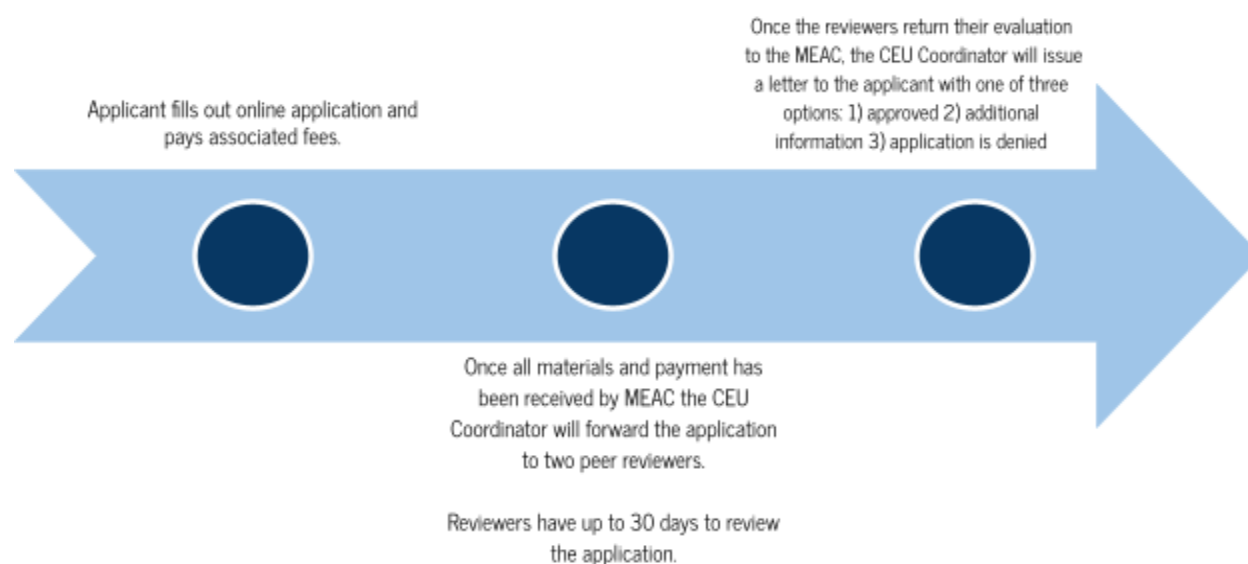 Applicant fills out online application and
pays associated fees.
Once all materials and payment has
been received by MEAC the CEU
Coordinator will forward the application
to two peer reviewers.
Reviewers have up to 30 days to review
the application.
Once the reviewers return their evaluation
to the MEAC, the CEU Coordinator will issue
a letter to the applicant with one of three
options: 1) approved 2) additional
information 3) application is denied